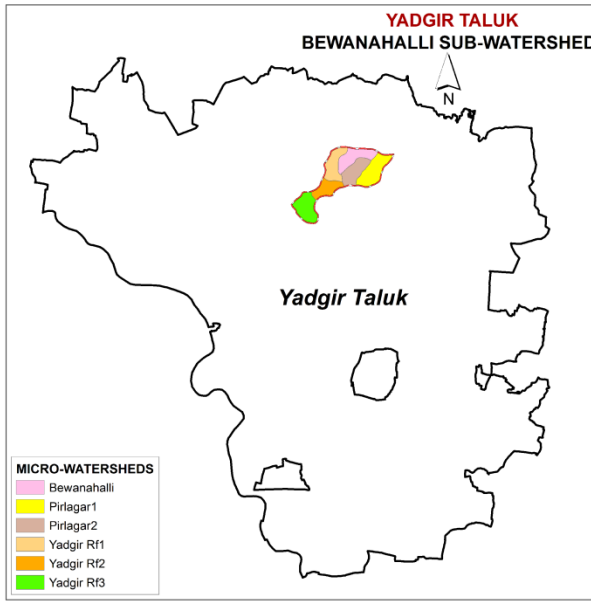 YADGIR TALUK
BEWANAHALLI SUB-WATERSHED
N
Yadgir Taluk
MICRO-WATERSHEDS
Bewanahalli
Pirlagar1
Pirlagar2
Yadgir Rf1
Yadgir Rf2
Yadgir Rf3